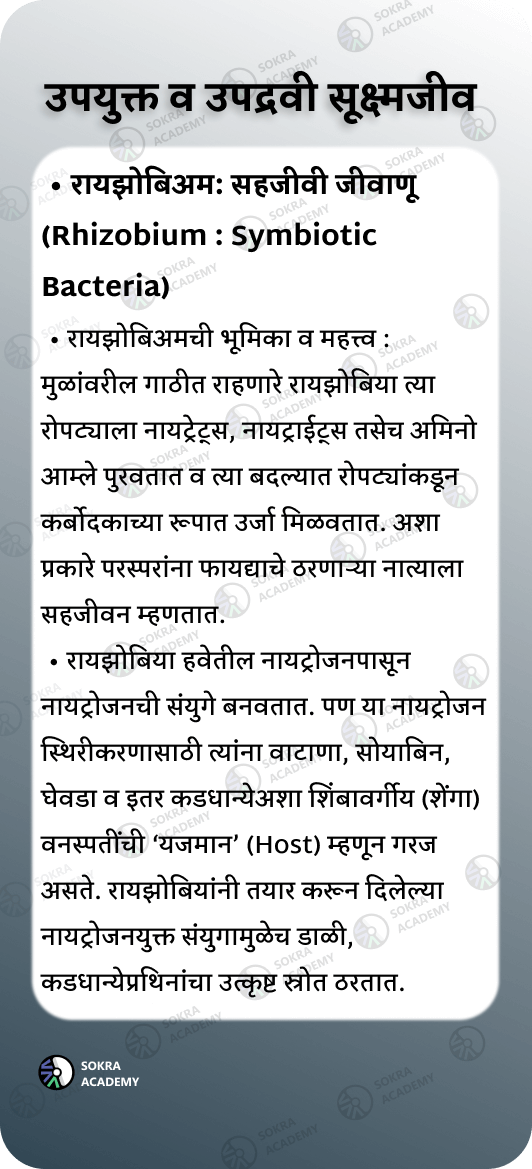 उपयुक्त व उपद्रवी सूक्ष्मजीव
• रायझोबिअम: सहजीवी जीवाणू
(Rhizobium : Symbiotic
Bacteria)
• रायझोबिअमची भूमिका व महत्त्व :
मुळांवरील गाठीत राहणारे रायझोबिया त्या
रोपट्याला नायट्रेट्स, नायट्राईट्स तसेच अमिनो
आम्ले पुरवतात व त्या बदल्यात रोपट्यांकडून
कर्बोदकाच्या रूपात उर्जा मिळवतात. अशा
प्रकारे परस्परांना फायद्याचे ठरणाऱ्या नात्याला
सहजीवन म्हणतात.
• रायझोबिया हवेतील नायट्रोजनपासून
नायट्रोजनची संयुगे बनवतात. पण या नायट्रोजन
स्थिरीकरणासाठी त्यांना वाटाणा, सोयाबिन,
घेवडा व इतर कडधान्येअशा शिंबावर्गीय (शेंगा)
वनस्पतींची ‘यजमान’ (Host) म्हणून गरज
असते. रायझोबियांनी तयार करून दिलेल्या
नायट्रोजनयुक्त संयुगामुळेच डाळी,
कडधान्येप्रथिनांचा उत्कृष्ट स्रोत ठरतात.
SOKRA
ACADEMY